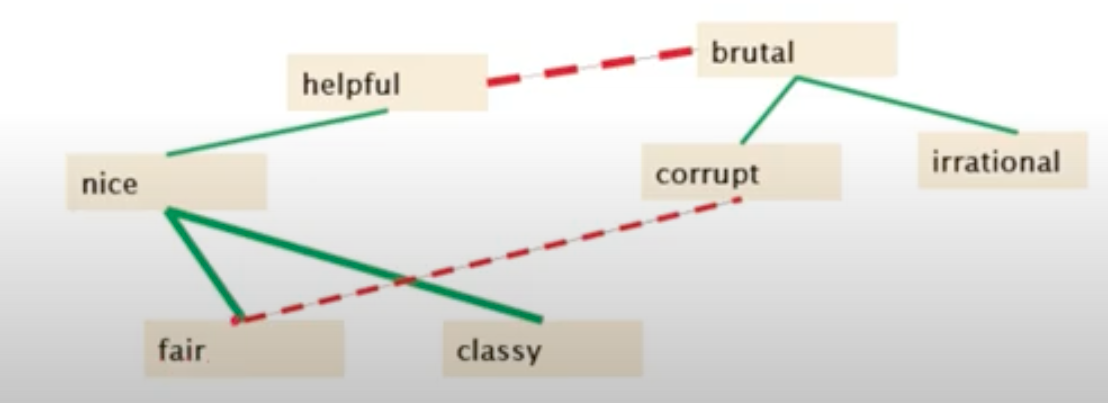 brutal
helpful
irrational
corrupt
nice
fair
classy